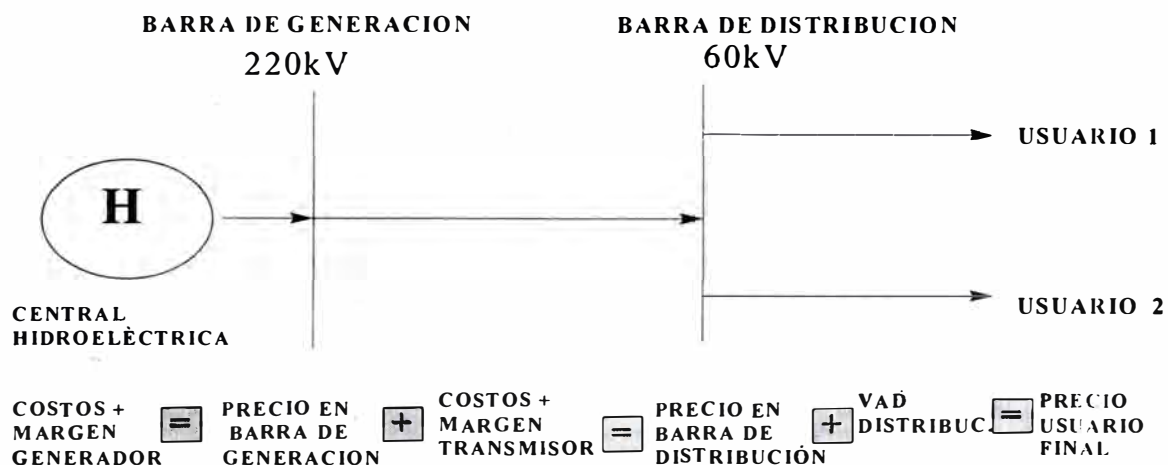 BARRA DE GENERACION
220kV
BARRA DE DISTRIBUCION
60kV
USUARIO 1
H
CENTRAL
HIDROELÈCTRICA
USUARIO 2
COSTOS +
MARGEN
GENERADOR
=
PRECIO EN
BARRA DE
GENERACION
+
COSTOS +
MARGEN
TRANSMISOR
=
PRECIO EN
BARRA DE
DISTRIBUCIÓN
+
VAD
DISTRIBUC.
=
PRECIO
USUARIO
FINAL